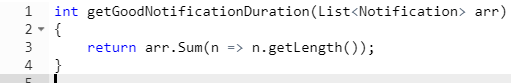 1 int getGoodNotificationDuration(List<Notification> arr)
2 {
3 return arr.Sum(n => n.getLength());
4 }
5